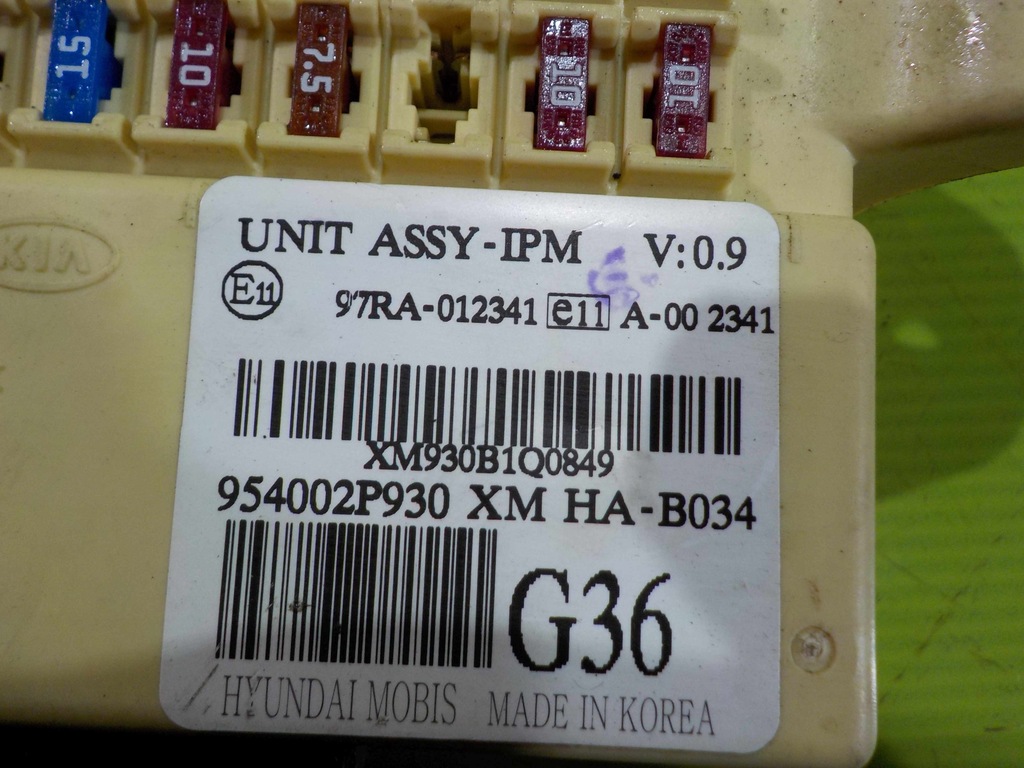 15 10 7.5 10 10
KIA
UNIT ASSY-IPM V:0.9
E11 97RA-012341 e11 A-00 2341
XM930B1Q0849
954002P930 XM HA-B034
G36
HYUNDAI MOBIS MADE IN KOREA